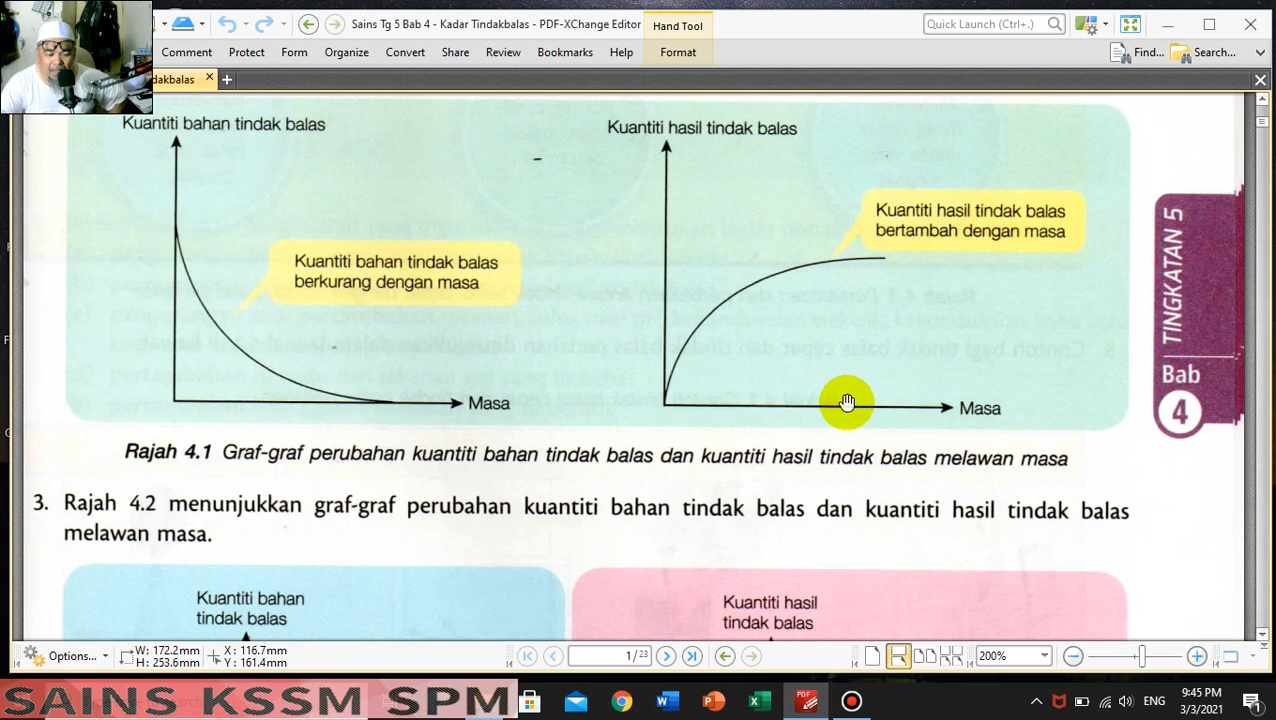 Sains Tg 5 Bab 4 - Kadar Tindakbalas - PDF-XChange Editor
Hand Tool
Quick Launch (Ctrl+.)
Comment
Protect
Form
Organize
Convert
Share
Review
Bookmarks
Help
Format
Find...
Search...
dakbalas
Kuantiti bahan tindak balas
Kuantiti bahan tindak balas
berkurang dengan masa
Masa
Kuantiti hasil tindak balas
Kuantiti hasil tindak balas
bertambah dengan masa
Masa
TINGKATAN 5
Bab
4
Rajah 4.1 Graf-graf perubahan kuantiti bahan tindak balas dan kuantiti hasil tindak balas melawan masa
3. Rajah 4.2 menunjukkan graf-graf perubahan kuantiti bahan tindak balas dan kuantiti hasil tindak balas
melawan masa.
Kuantiti bahan
tindak balas
Kuantiti hasil
tindak balas
Options...
W: 172.2mm
H: 253.6mm
X: 116.7mm
Y: 161.4mm
1/23
200%
SAINS KSSM SPM
ENG
9:45 PM
3/3/2021